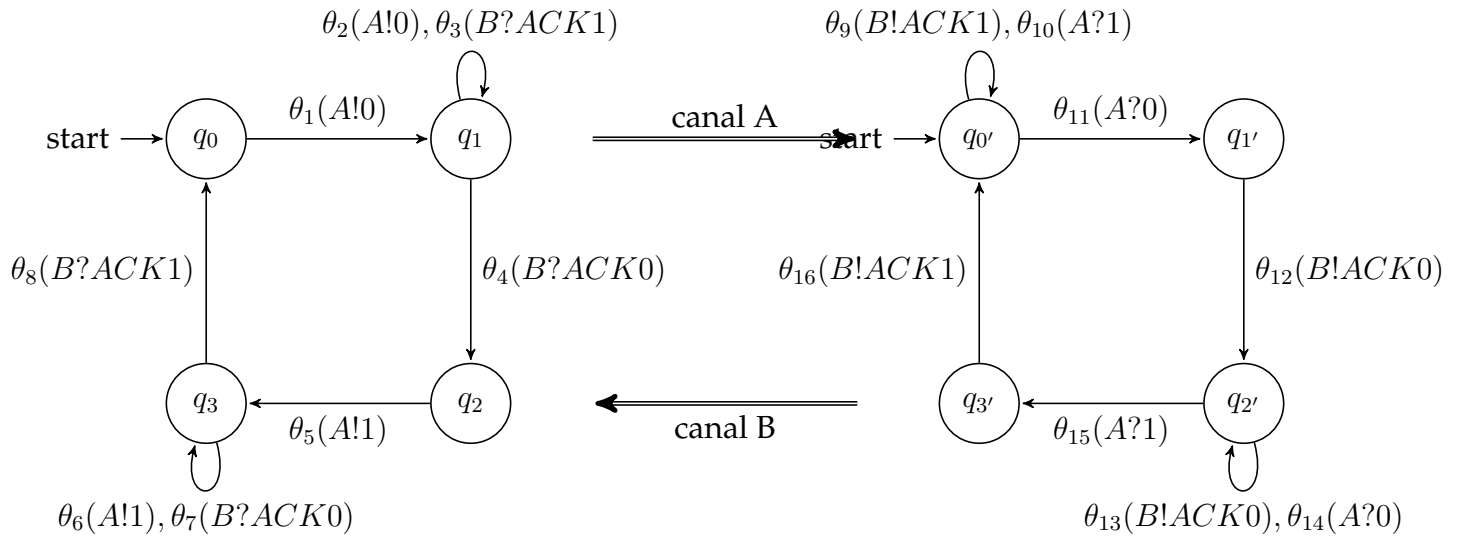 θ₂(A!0), θ₃(B?ACK1)
θ₉(B!ACK1), θ₁₀(A?1)
start
q₀
θ₁(A!0)
q₁
canal A
start
q₀′
θ₁₁(A?0)
q₁′
θ₈(B?ACK1)
θ₄(B?ACK0)
θ₁₆(B!ACK1)
θ₁₂(B!ACK0)
q₃
θ₅(A!1)
q₂
canal B
q₃′
θ₁₅(A?1)
q₂′
θ₆(A!1), θ₇(B?ACK0)
θ₁₃(B!ACK0), θ₁₄(A?0)